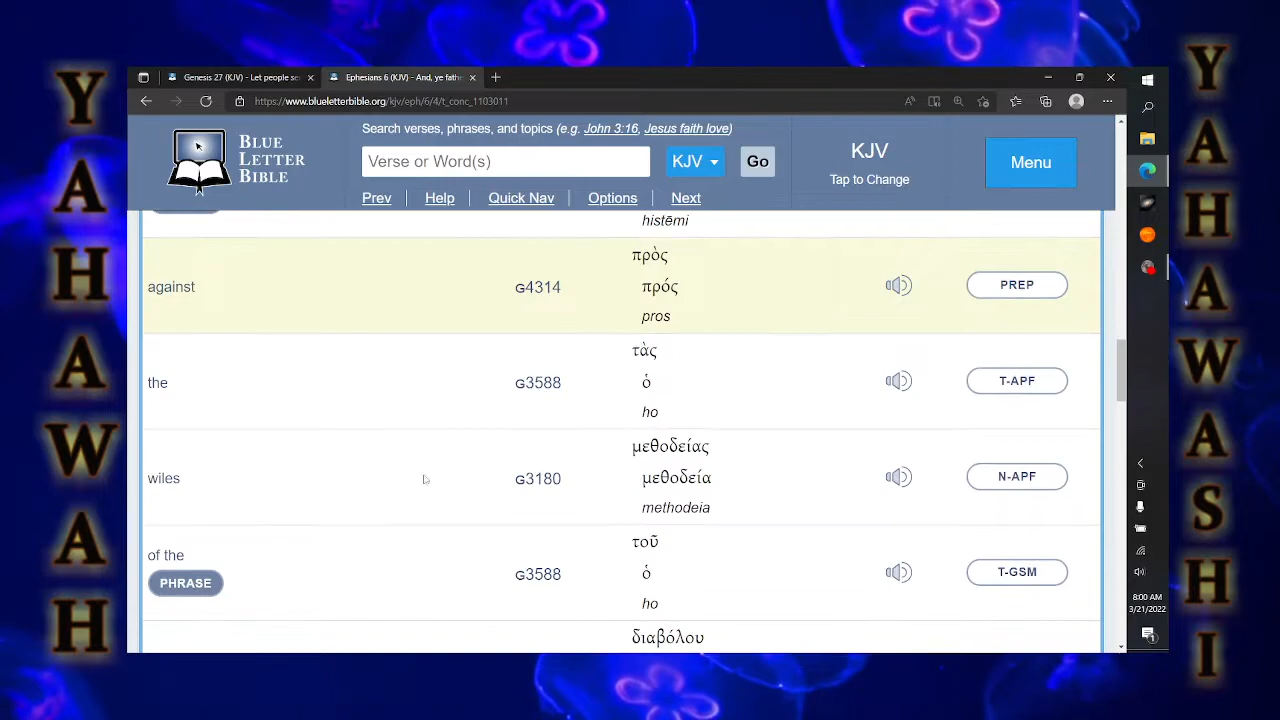 YAHAWAH
Genesis 27 (KJV) - Let people se
Ephesians 6 (KJV) - And, ye fath
https://www.blueletterbible.org/kjv/eph/6/4/t_conc_1103011
BLUE
LETTER
BIBLE
Search verses, phrases, and topics (e.g. John 3:16, Jesus faith love)
Verse or Word(s)
KJV
Go
Prev
Help
Quick Nav
Options
Next
KJV
Tap to Change
Menu
histēmi
against
G4314
πρὸς
πρός
pros
PREP
the
G3588
τὰς
ὁ
ho
T-APF
wiles
G3180
μεθοδείας
μεθοδεία
methodeia
N-APF
of the
PHRASE
G3588
τοῦ
ὁ
ho
T-GSM
διαβόλου
8:00 AM
3/21/2022
1
YAHAWASHI